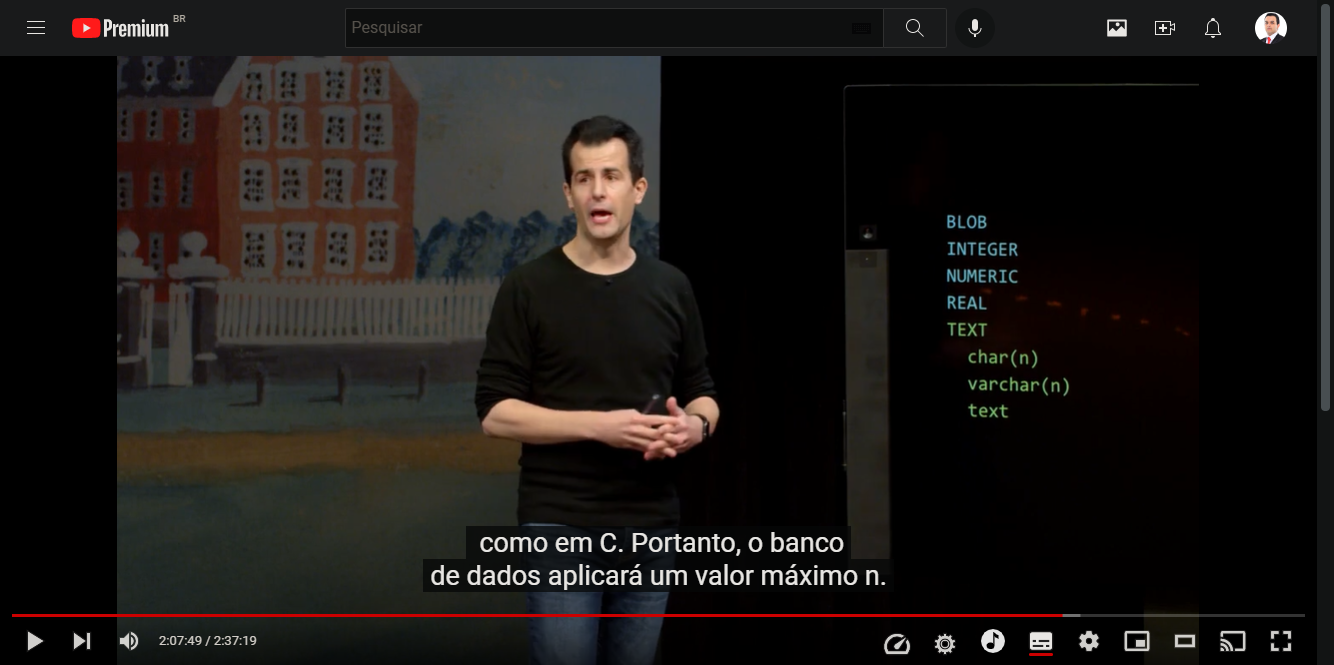 Premium BR
Pesquisar
BLOB
INTEGER
NUMERIC
REAL
TEXT
char(n)
varchar(n)
text
como em C. Portanto, o banco
de dados aplicará um valor máximo n.
2:07:49 / 2:37:19